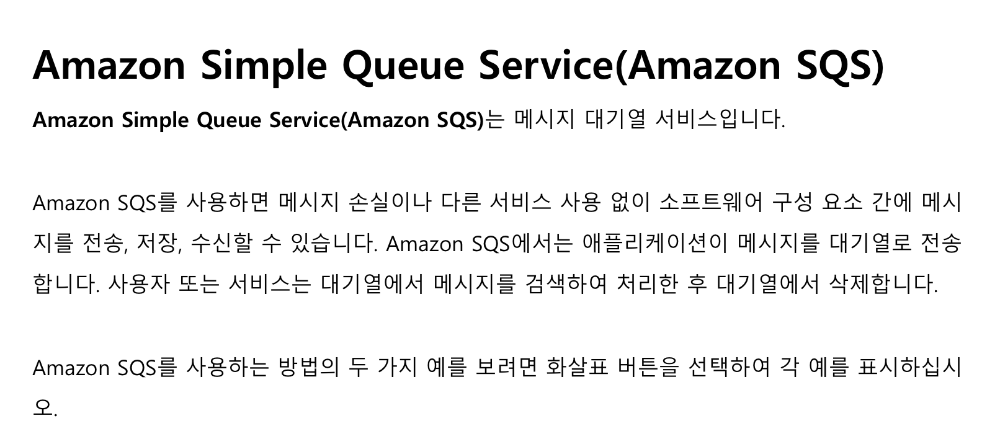 Amazon Simple Queue Service(Amazon SQS)
Amazon Simple Queue Service(Amazon SQS)는 메시지 대기열 서비스입니다.
Amazon SQS를 사용하면 메시지 손실이나 다른 서비스 사용 없이 소프트웨어 구성 요소 간에 메시
지를 전송, 저장, 수신할 수 있습니다. Amazon SQS에서는 애플리케이션이 메시지를 대기열로 전송
합니다. 사용자 또는 서비스는 대기열에서 메시지를 검색하여 처리한 후 대기열에서 삭제합니다.
Amazon SQS를 사용하는 방법의 두 가지 예를 보려면 화살표 버튼을 선택하여 각 예를 표시하십시
오.